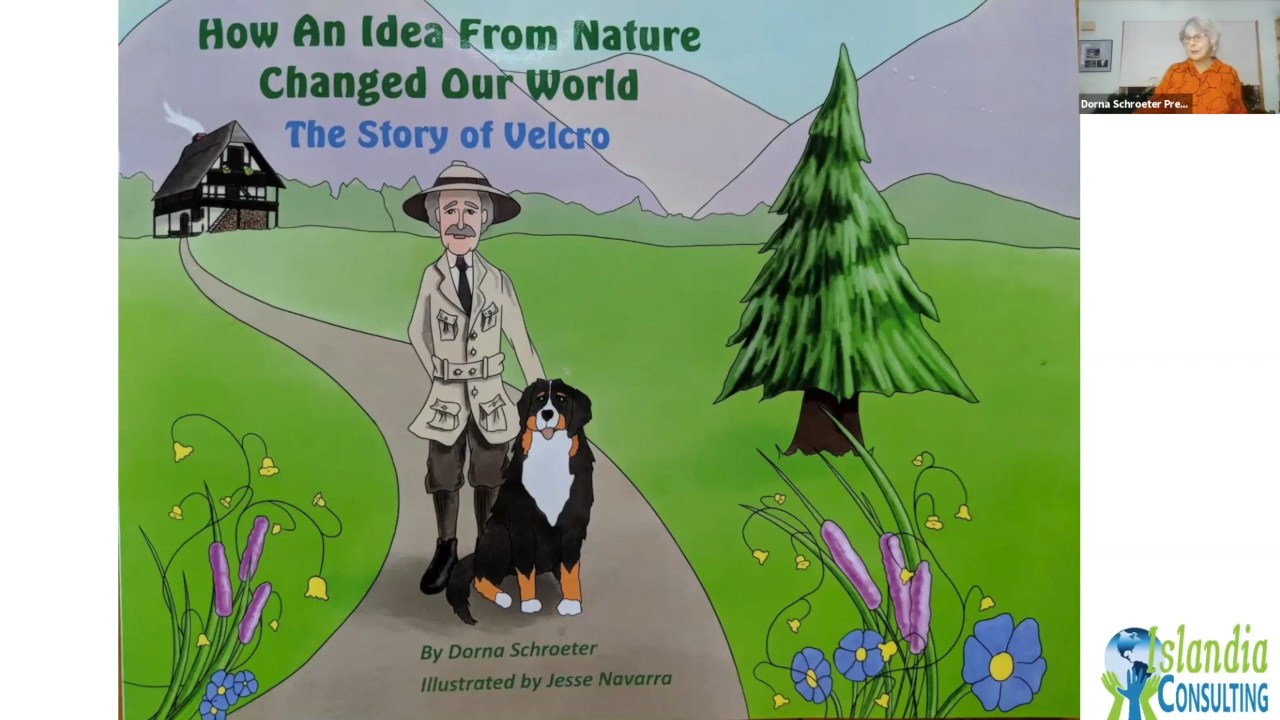 How An Idea From Nature
Changed Our World
The Story of Velcro
By Dorna Schroeter
Illustrated by Jesse Navarra
Dorna Schroeter Pre...
Islandia
CONSULTING